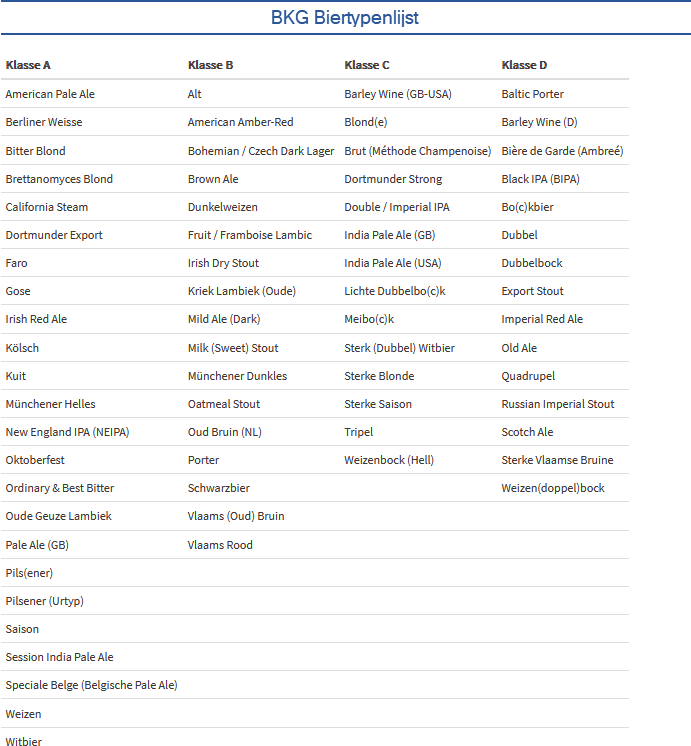 BKG Biertypenlijst
Klasse A Klasse B Klasse C Klasse D
American Pale Ale Alt Barley Wine (GB-USA) Baltic Porter
Berliner Weisse American Amber-Red Blond(e) Barley Wine (D)
Bitter Blond Bohemian / Czech Dark Lager Brut (Méthode Champenoise) Bière de Garde (Ambreé)
Brettanomyces Blond Brown Ale Dortmunder Strong Black IPA (BIPA)
California Steam Dunkelweizen Double / Imperial IPA Bo(c)kbier
Dortmunder Export Fruit / Framboise Lambic India Pale Ale (GB) Dubbel
Faro Irish Dry Stout India Pale Ale (USA) Dubbelbock
Gose Kriek Lambiek (Oude) Lichte Dubbelbo(c)k Export Stout
Irish Red Ale Mild Ale (Dark) Meibo(c)k Imperial Red Ale
Kölsch Milk (Sweet) Stout Sterk (Dubbel) Witbier Old Ale
Kuit Münchener Dunkles Sterke Blonde Quadrupel
Münchener Helles Oatmeal Stout Sterke Saison Russian Imperial Stout
New England IPA (NEIPA) Oud Bruin (NL) Tripel Scotch Ale
Oktoberfest Porter Weizenbock (Hell) Sterke Vlaamse Bruine
Ordinary & Best Bitter Schwarzbier Weizen(doppel)bock
Oude Geuze Lambiek Vlaams (Oud) Bruin
Pale Ale (GB) Vlaams Rood
Pils(ener)
Pilsener (Urtyp)
Saison
Session India Pale Ale
Speciale Belge (Belgische Pale Ale)
Weizen
Witbier